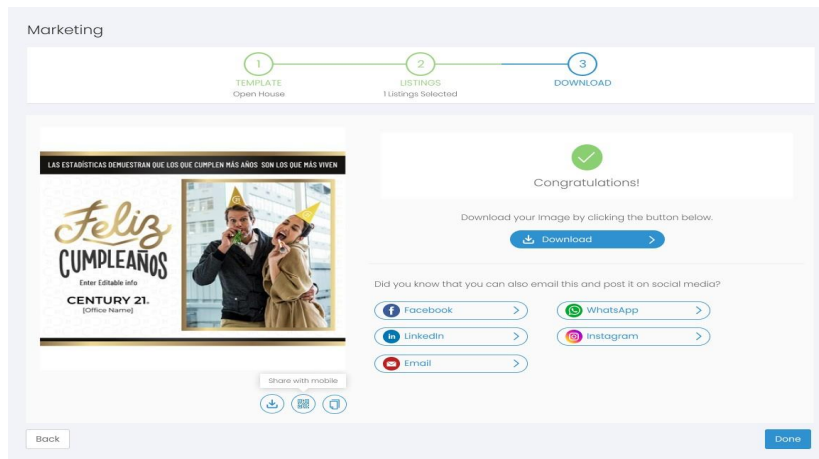 Marketing
1
2
3
TEMPLATE
LISTINGS
DOWNLOAD
Open House
1 Listings Selected
LAS ESTADÍSTICAS DEMUESTRAN QUE LOS QUE CUMPLEN MÁS AÑOS SON LOS QUE MÁS VIVEN
Feliz
CUMPLEAÑOS
Enter Editable info
CENTURY 21.
[Office Name]
Share with mobile
Congratulations!
Download your Image by clicking the button below.
Download
Did you know that you can also email this and post it on social media?
Facebook
WhatsApp
LinkedIn
Instagram
Email
Back
Done